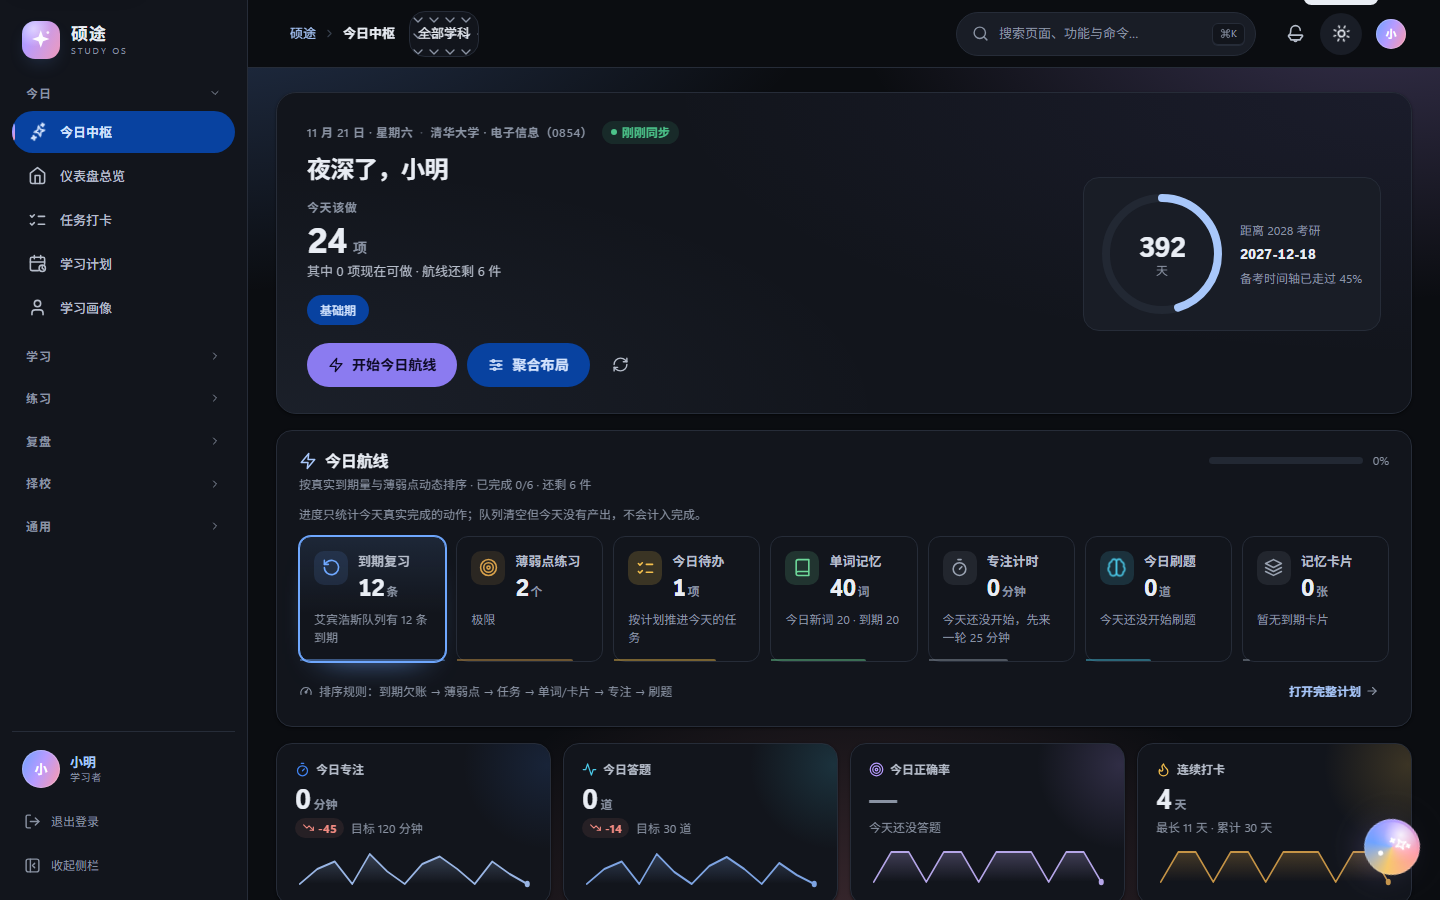 硕途
STUDY OS
今日
今日中枢
仪表盘总览
任务打卡
学习计划
学习画像
学习
练习
复盘
择校
通用
小
小明
学习者
退出登录
收起侧栏
硕途
今日中枢
全部学科
搜索页面、功能与命令...
⌘K
小
11 月 21 日 · 星期六 · 清华大学 · 电子信息（0854）
刚刚同步
夜深了，小明
今天该做
24 项
其中 0 项现在可做 · 航线还剩 6 件
基础期
开始今日航线
聚合布局
392
天
距离 2028 考研
2027-12-18
备考时间轴已走过 45%
今日航线
0%
按真实到期量与薄弱点动态排序 · 已完成 0/6 · 还剩 6 件
进度只统计今天真实完成的动作；队列清空但今天没有产出，不会计入完成。
到期复习
12条
艾宾浩斯队列有 12 条
到期
薄弱点练习
2个
极限
今日待办
1项
按计划推进今天的任
务
单词记忆
40词
今日新词 20 · 到期 20
专注计时
0分钟
今天还没开始，先来
一轮 25 分钟
今日刷题
0道
今天还没开始刷题
记忆卡片
0张
暂无到期卡片
排序规则：到期欠账 → 薄弱点 → 任务 → 单词/卡片 → 专注 → 刷题
打开完整计划 →
今日专注
0分钟
-45
目标 120 分钟
今日答题
0道
-14
目标 30 道
今日正确率
—
今天还没答题
连续打卡
4天
最长 11 天 · 累计 30 天